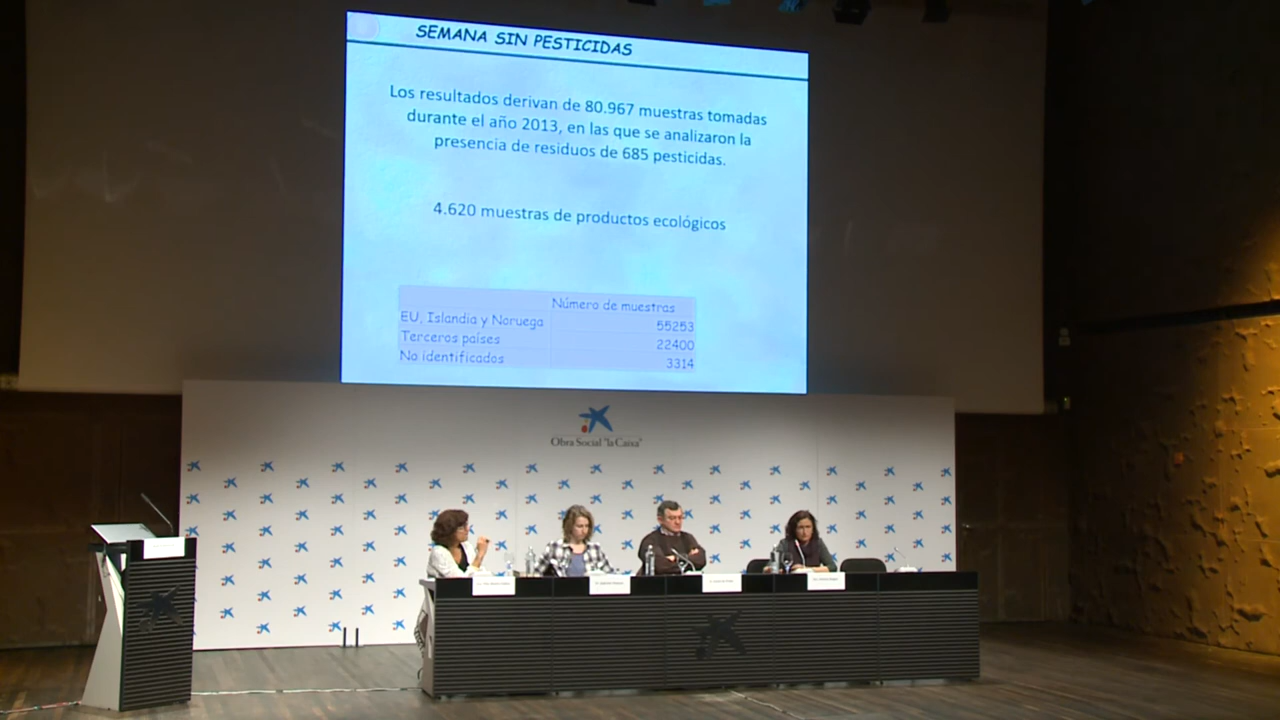 SEMANA SIN PESTICIDAS
Los resultados derivan de 80.967 muestras tomadas
durante el año 2013, en las que se analizaron la
presencia de residuos de 685 pesticidas.
4.620 muestras de productos ecológicos
Número de muestras
EU, Islandia y Noruega 55253
Terceros países 22400
No identificados 3314
Obra Social "la Caixa"